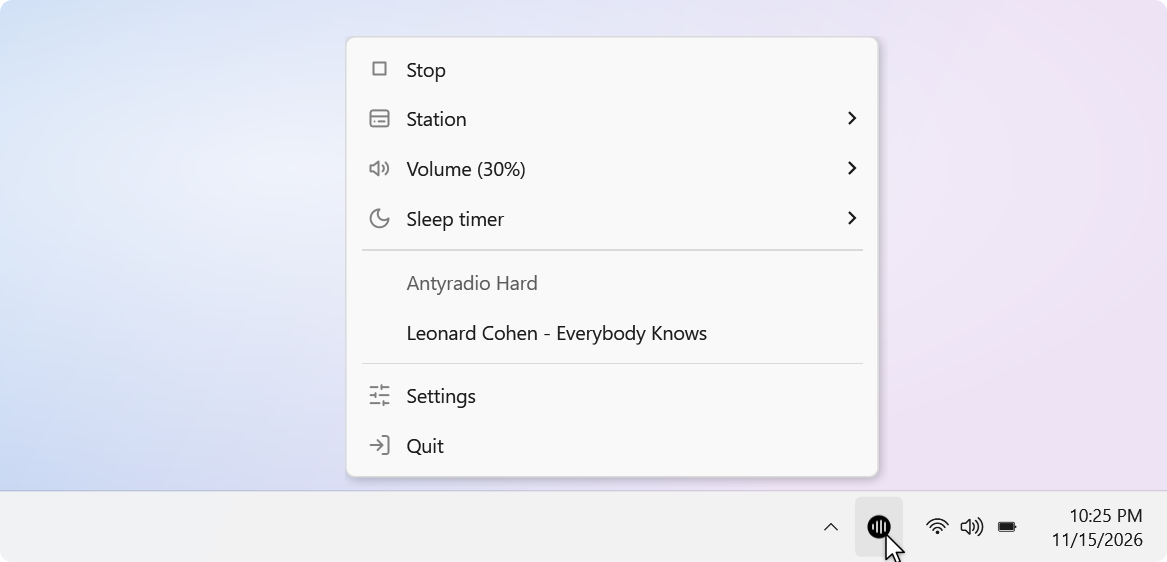 Stop
Station
Volume (30%)
Sleep timer
Antyradio Hard
Leonard Cohen - Everybody Knows
Settings
Quit
10:25 PM
11/15/2026